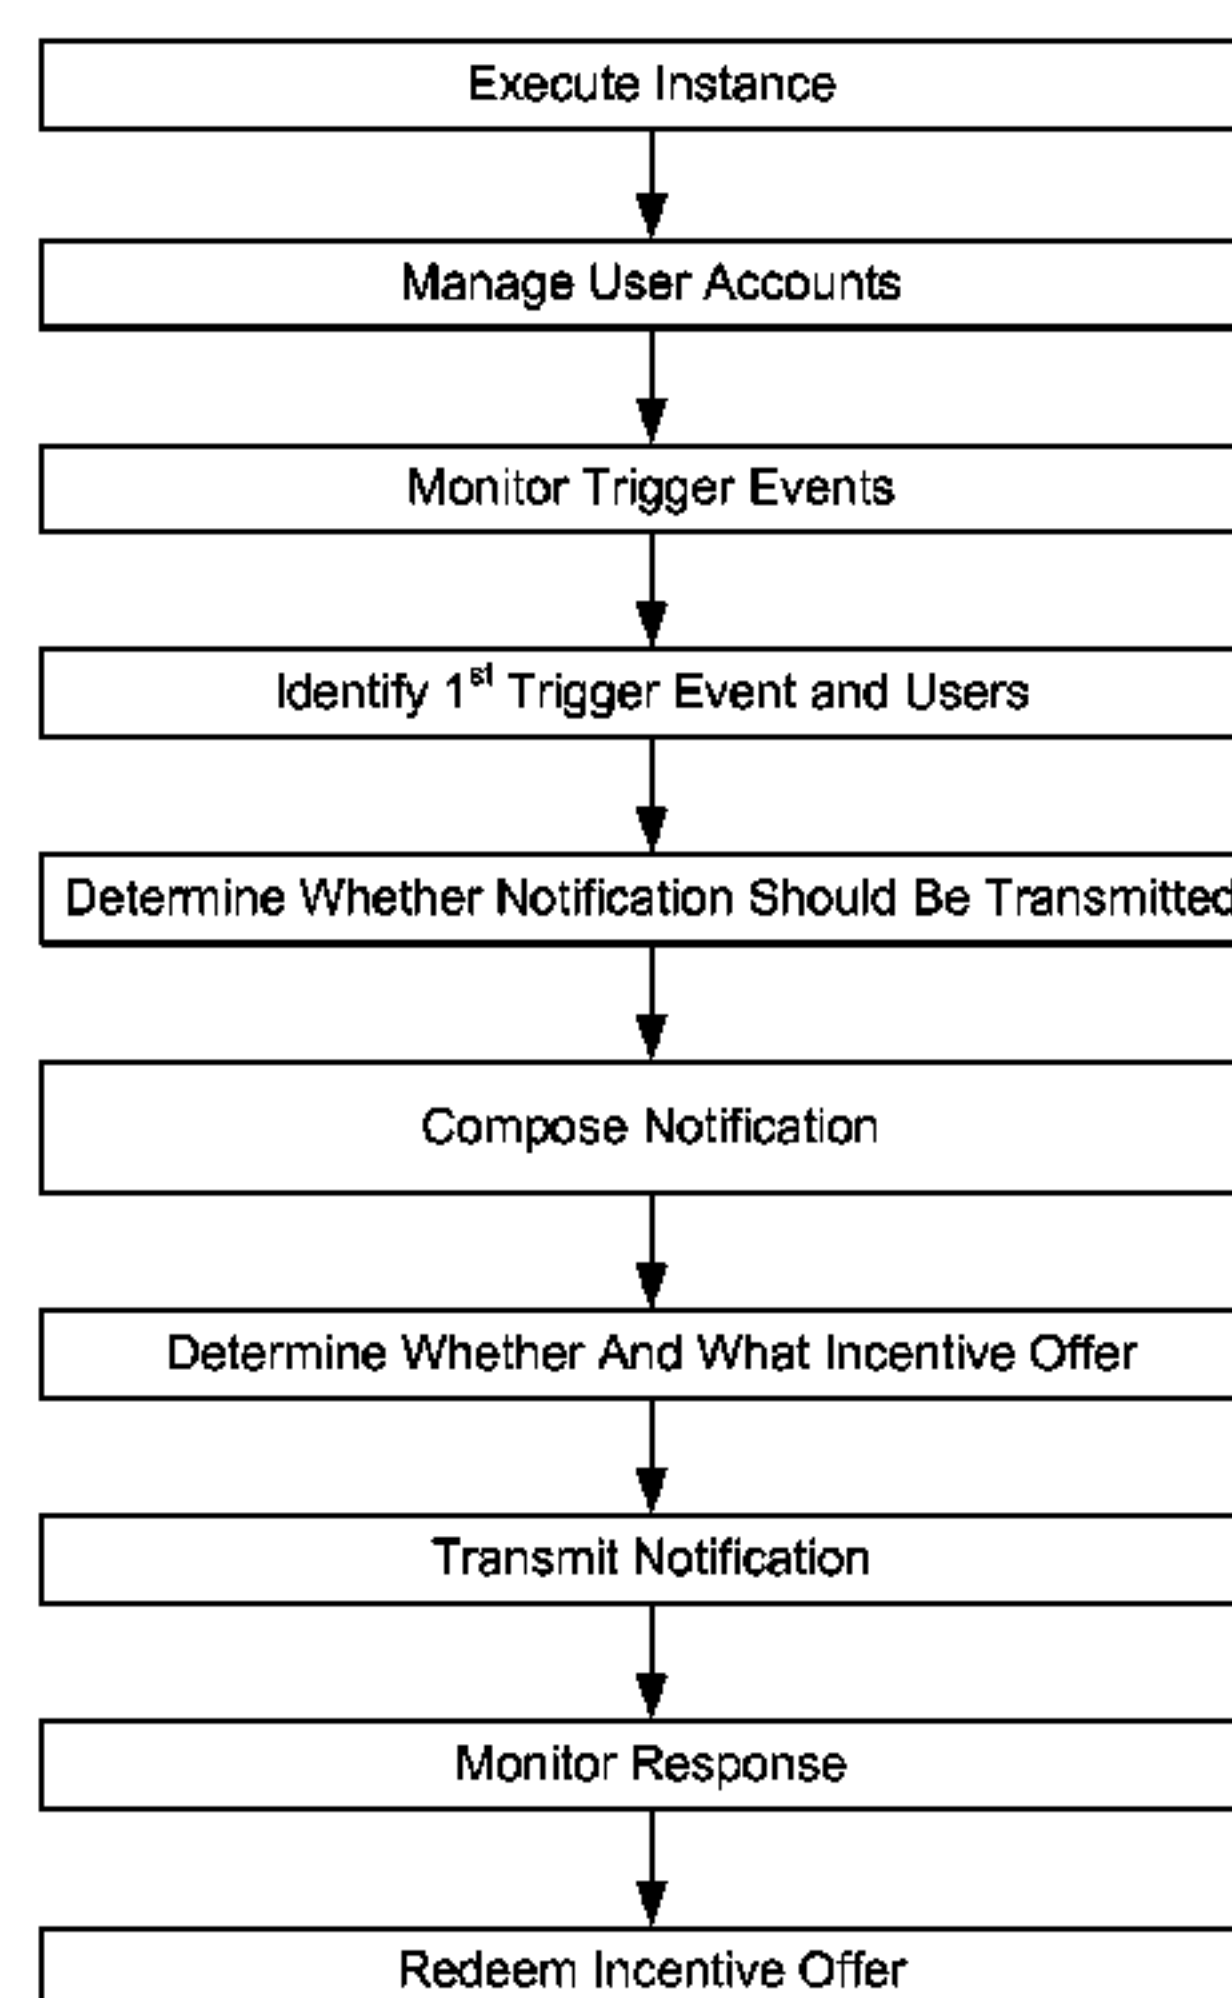 Execute Instance
Manage User Accounts
Monitor Trigger Events
Identify 1st Trigger Event and Users
Determine Whether Notification Should Be Transmitted
Compose Notification
Determine Whether And What Incentive Offer
Transmit Notification
Monitor Response
Redeem Incentive Offer